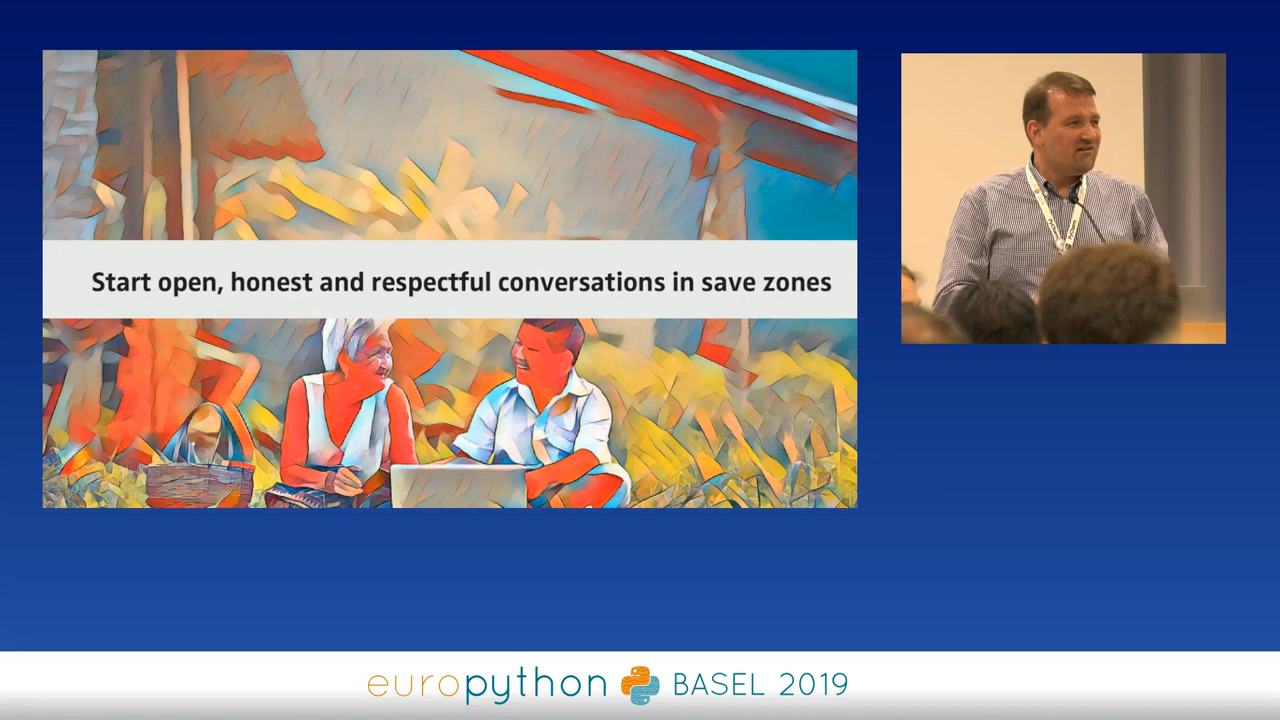 Start open, honest and respectful conversations in save zones
europython BASEL 2019